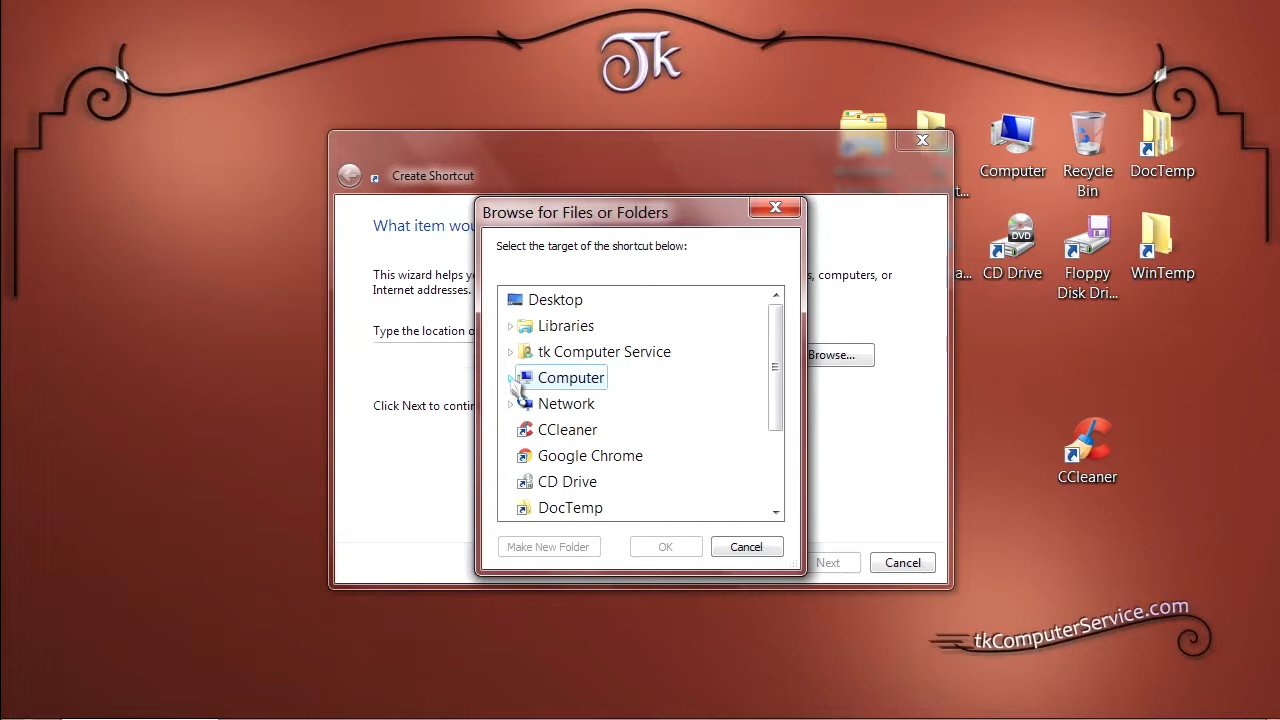 Tk
Computer
Recycle
Bin
DocTemp
DVD
CD Drive
Floppy
Disk Dri...
WinTemp
CCleaner
Create Shortcut
What item wou
This wizard helps y
s, computers, or
Internet addresses.
Type the location o
Browse...
Click Next to contin
Next
Cancel
Browse for Files or Folders
Select the target of the shortcut below:
Desktop
Libraries
tk Computer Service
Computer
Network
CCleaner
Google Chrome
CD Drive
DocTemp
Make New Folder
OK
Cancel
tkComputerService.com